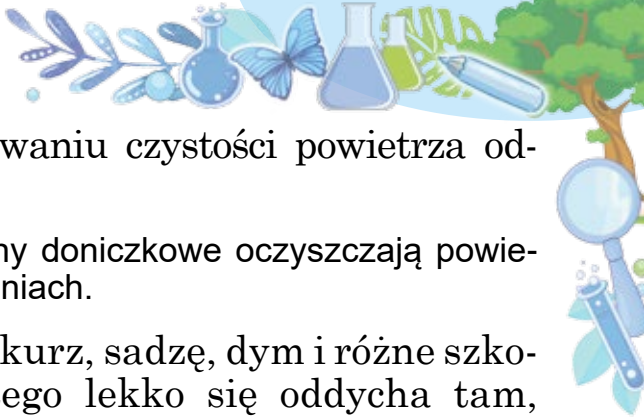 waniu czystości powietrza od-
ny doniczkowe oczyszczają powie-
niach.
kurz, sadzę, dym i różne szko-
ego lekko się oddycha tam,